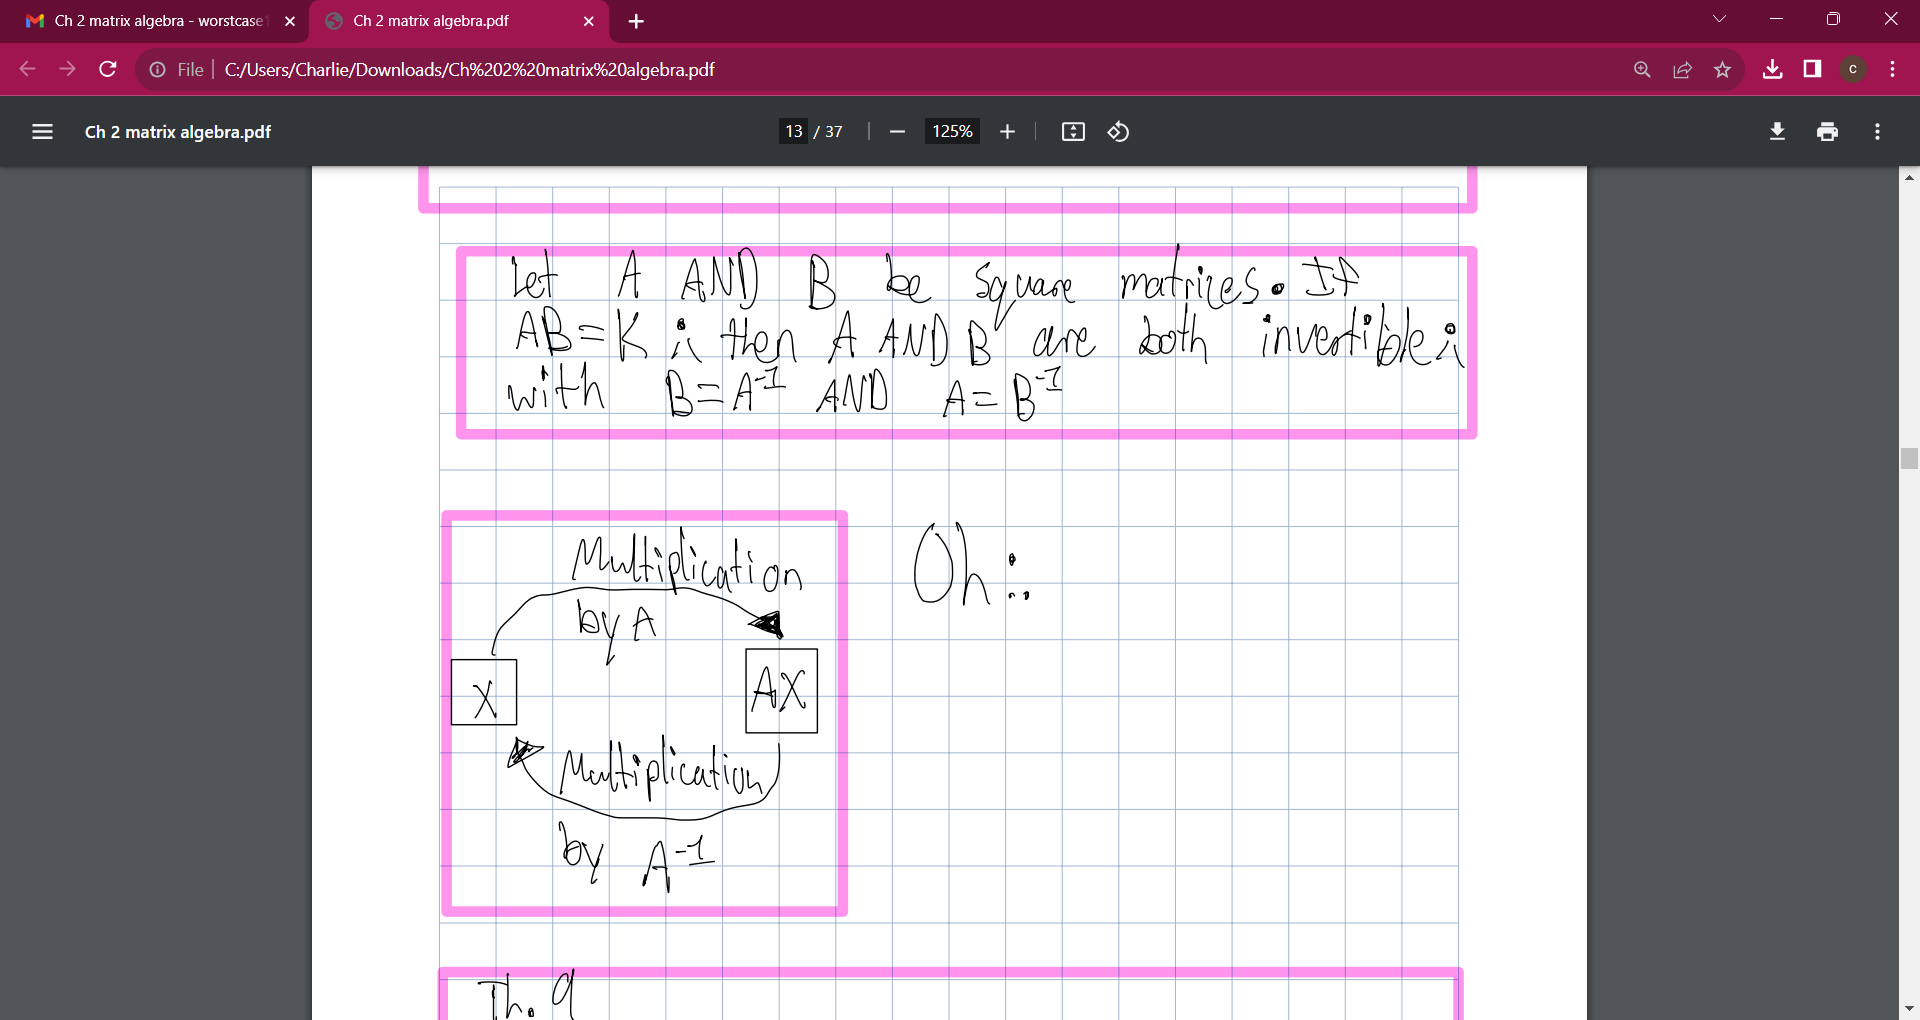 Ch 2 matrix algebra - worstcase1
Ch 2 matrix algebra.pdf
File
C:/Users/Charlie/Downloads/Ch%202%20matrix%20algebra.pdf
C
Ch 2 matrix algebra.pdf
13 / 37
125%
Let A AND B be square matrices. If
AB=K; then A AND B are both invertible;
with B=A⁻¹ AND A=B⁻¹
Multiplication
by A
Oh:.
X
AX
Multiplication
by A⁻¹
Th. 9